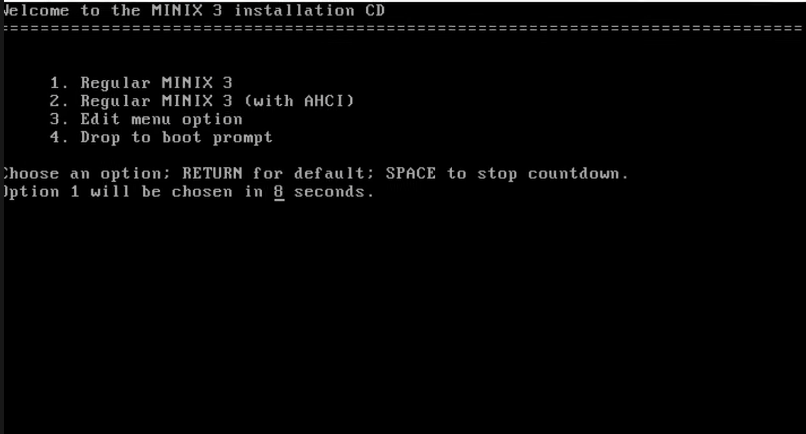 Welcome to the MINIX 3 installation CD
================================================================================
1. Regular MINIX 3
2. Regular MINIX 3 (with AHCI)
3. Edit menu option
4. Drop to boot prompt
Choose an option; RETURN for default; SPACE to stop countdown.
Option 1 will be chosen in 8 seconds.